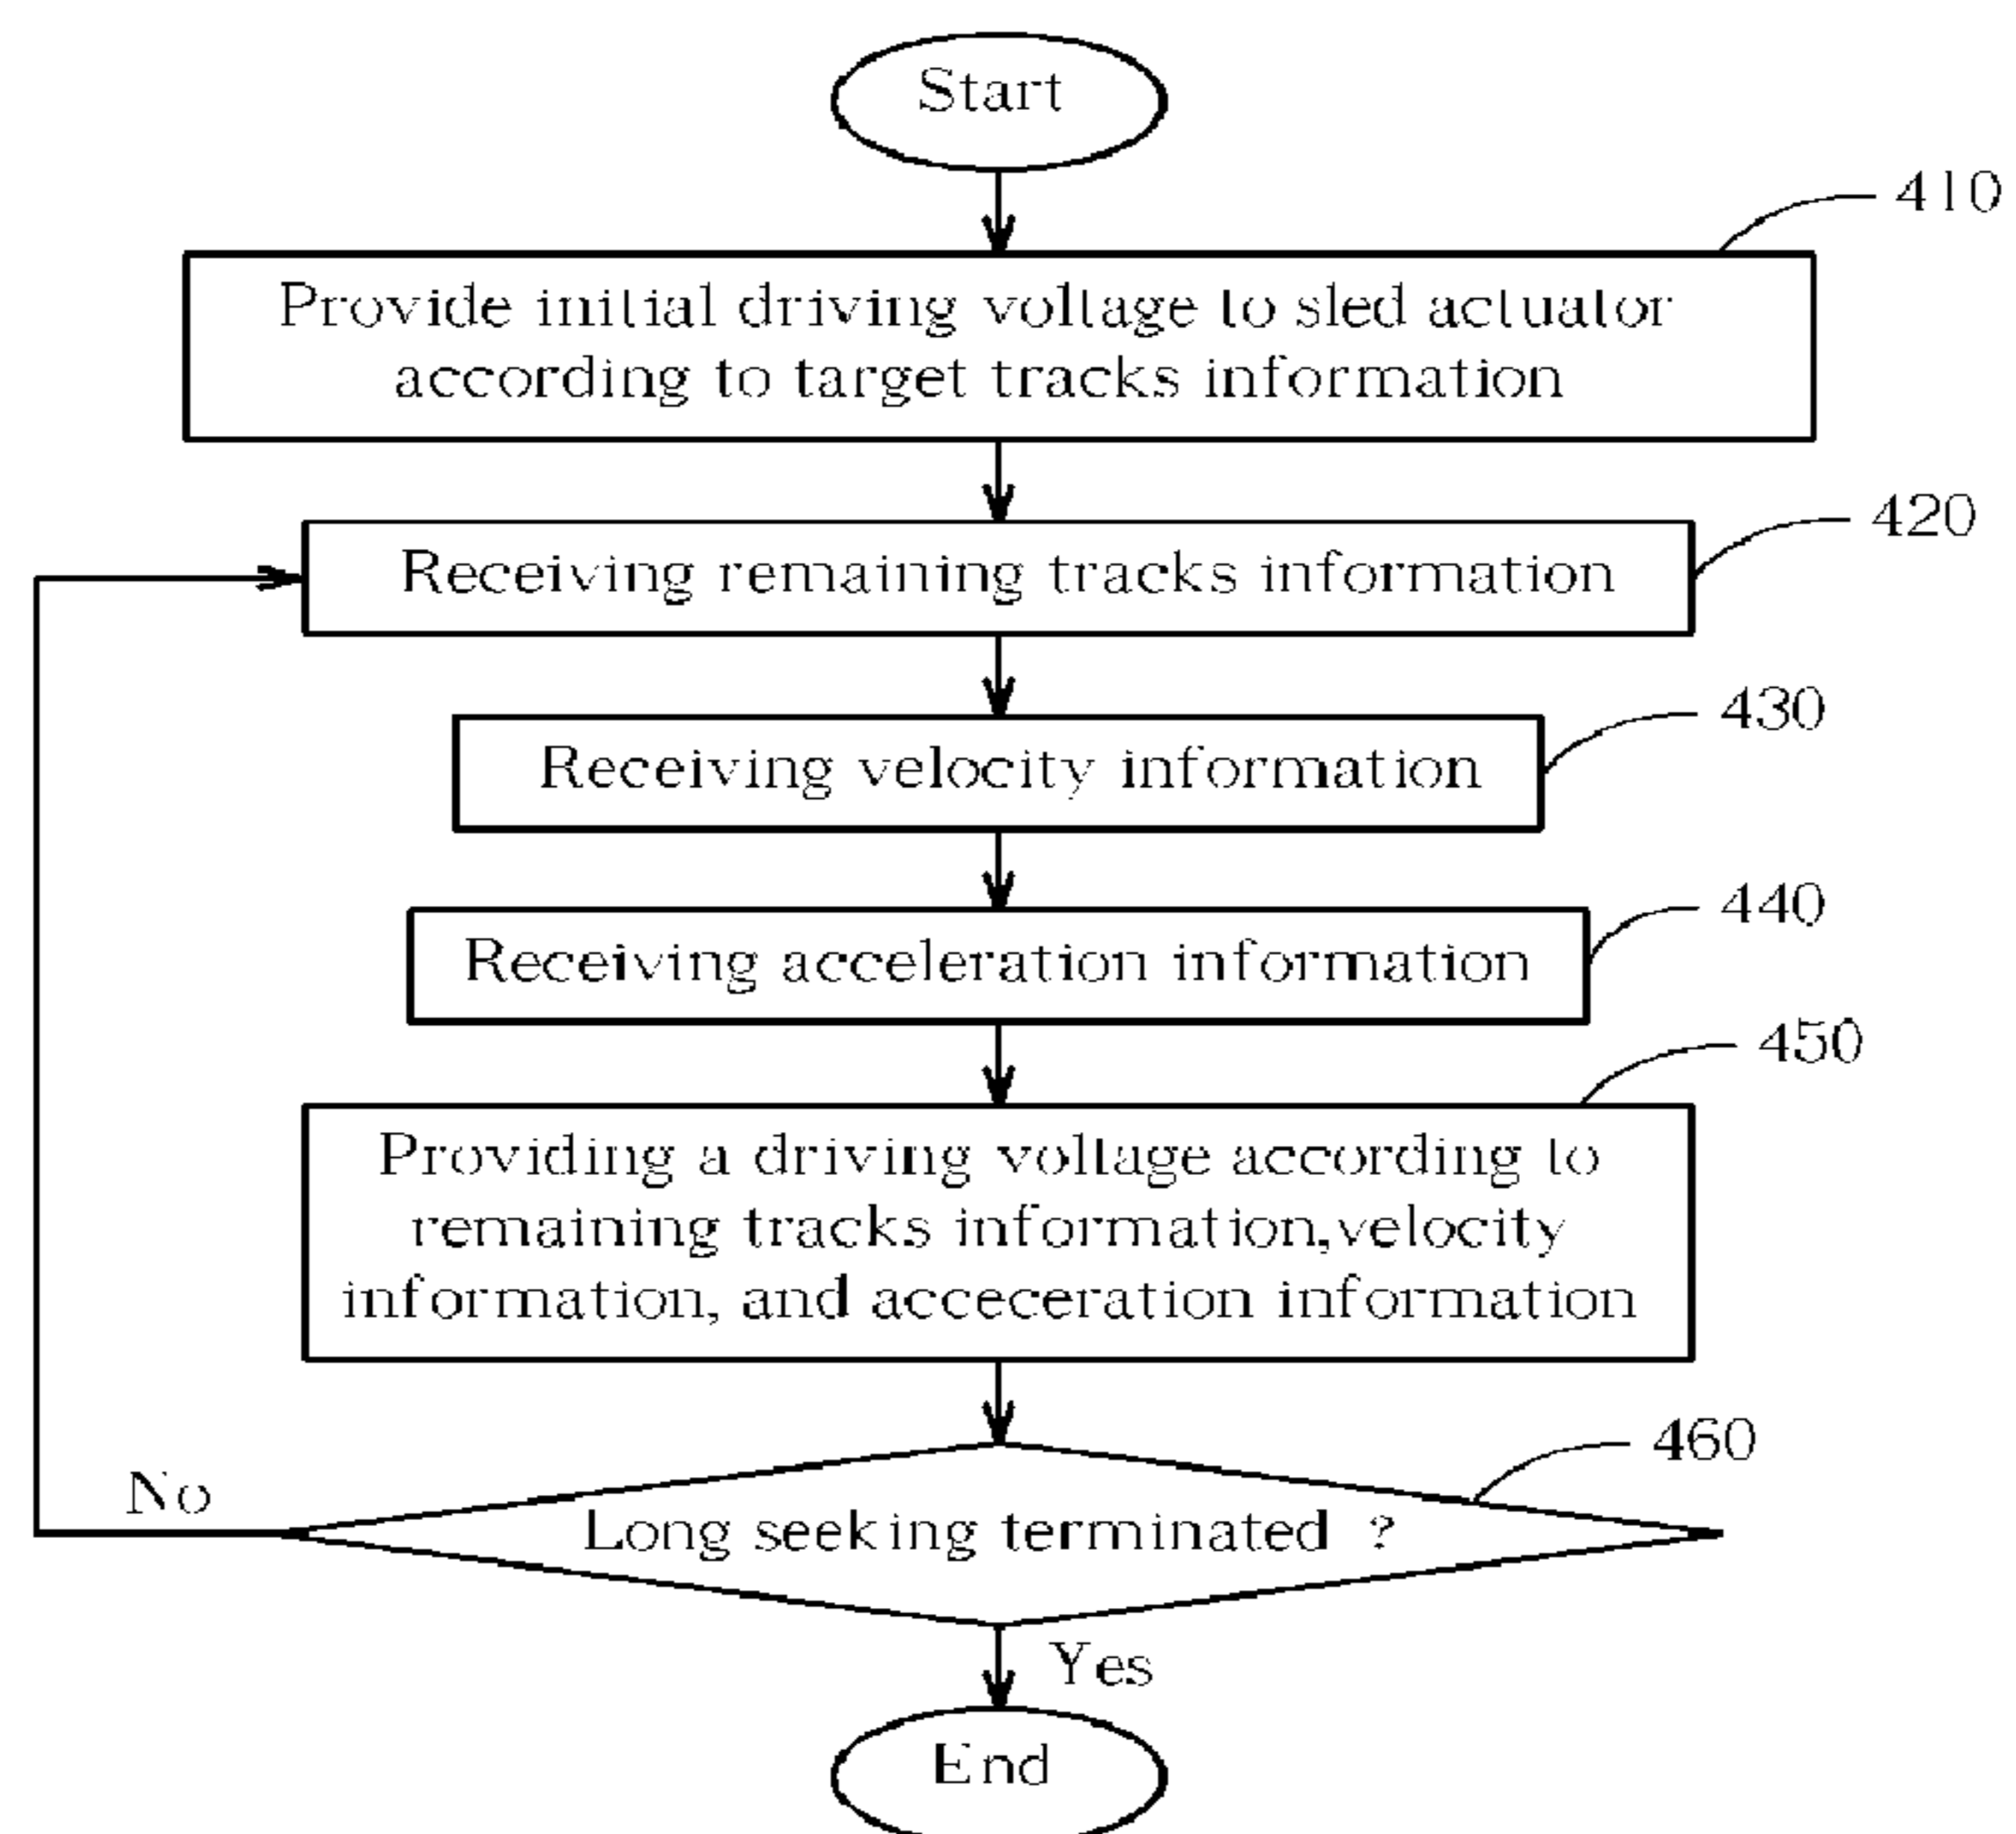 Start
410
Provide initial driving voltage to sled actuator
according to target tracks information
420
Receiving remaining tracks information
430
Receiving velocity information
440
Receiving acceleration information
450
Providing a driving voltage according to
remaining tracks information,velocity
information, and acceceration information
460
No
Long seeking terminated ?
Yes
End